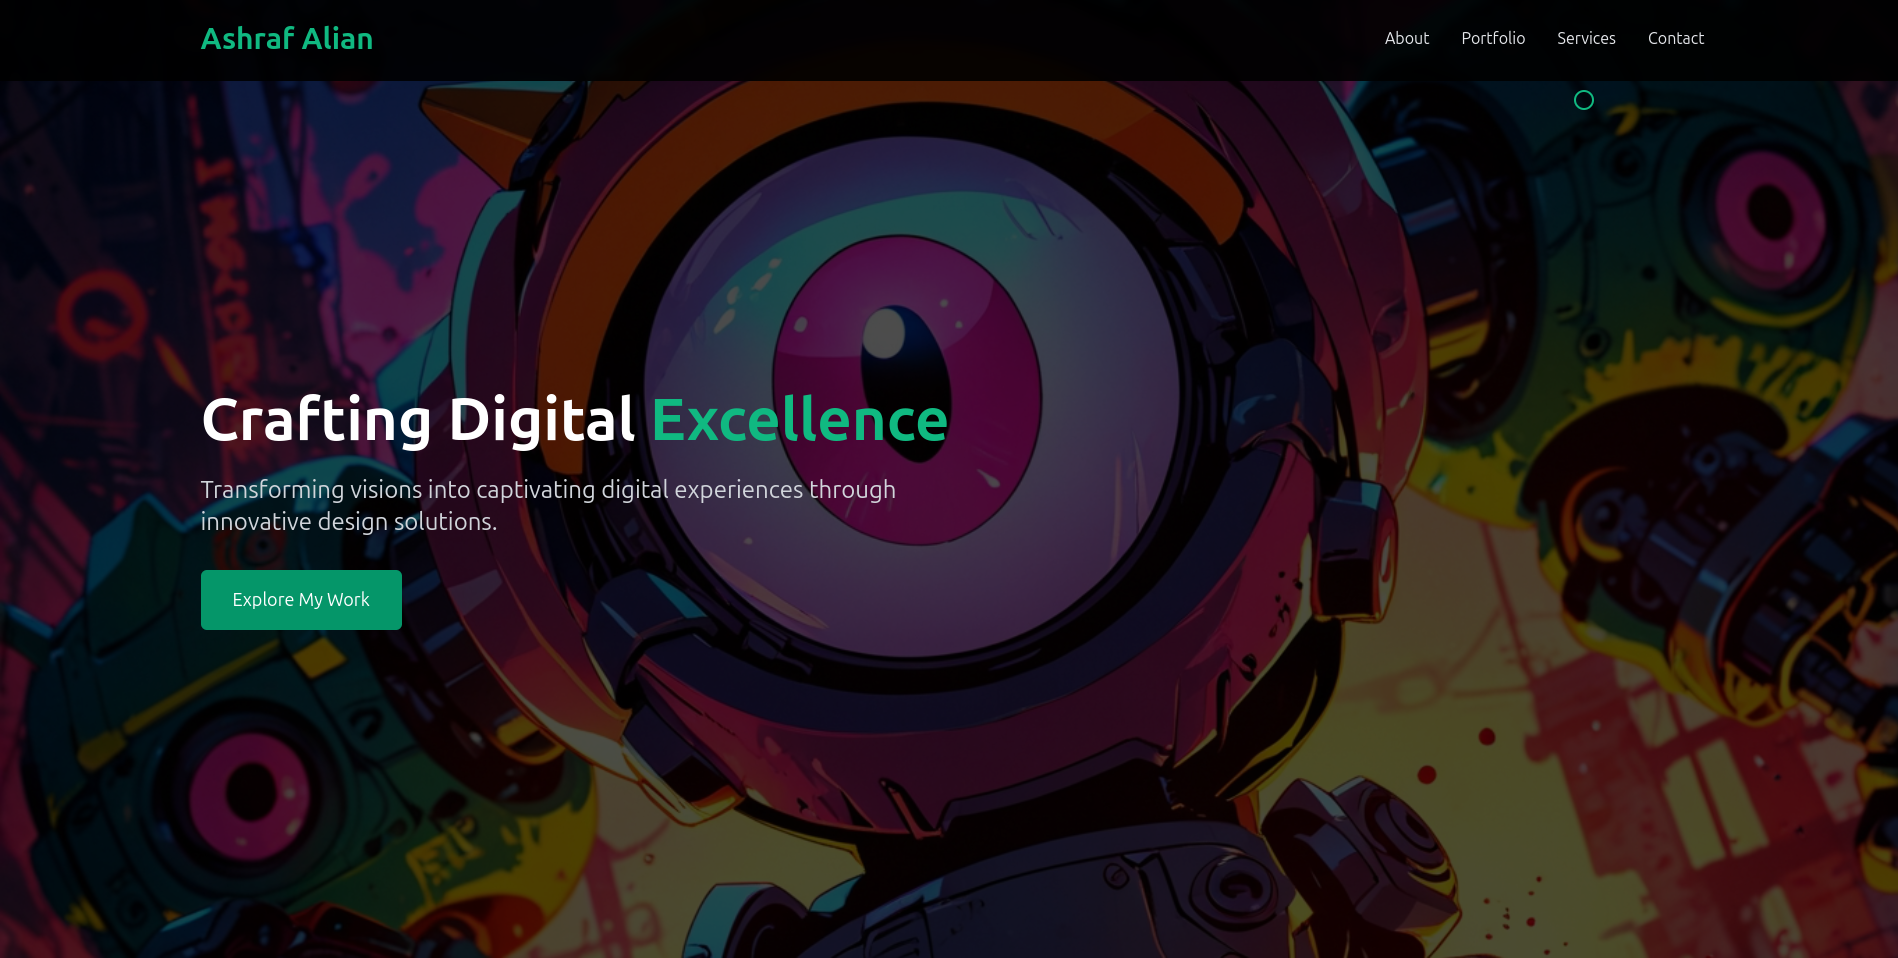 Ashraf Alian
About
Portfolio
Services
Contact
Crafting Digital Excellence
Transforming visions into captivating digital experiences through
innovative design solutions.
Explore My Work